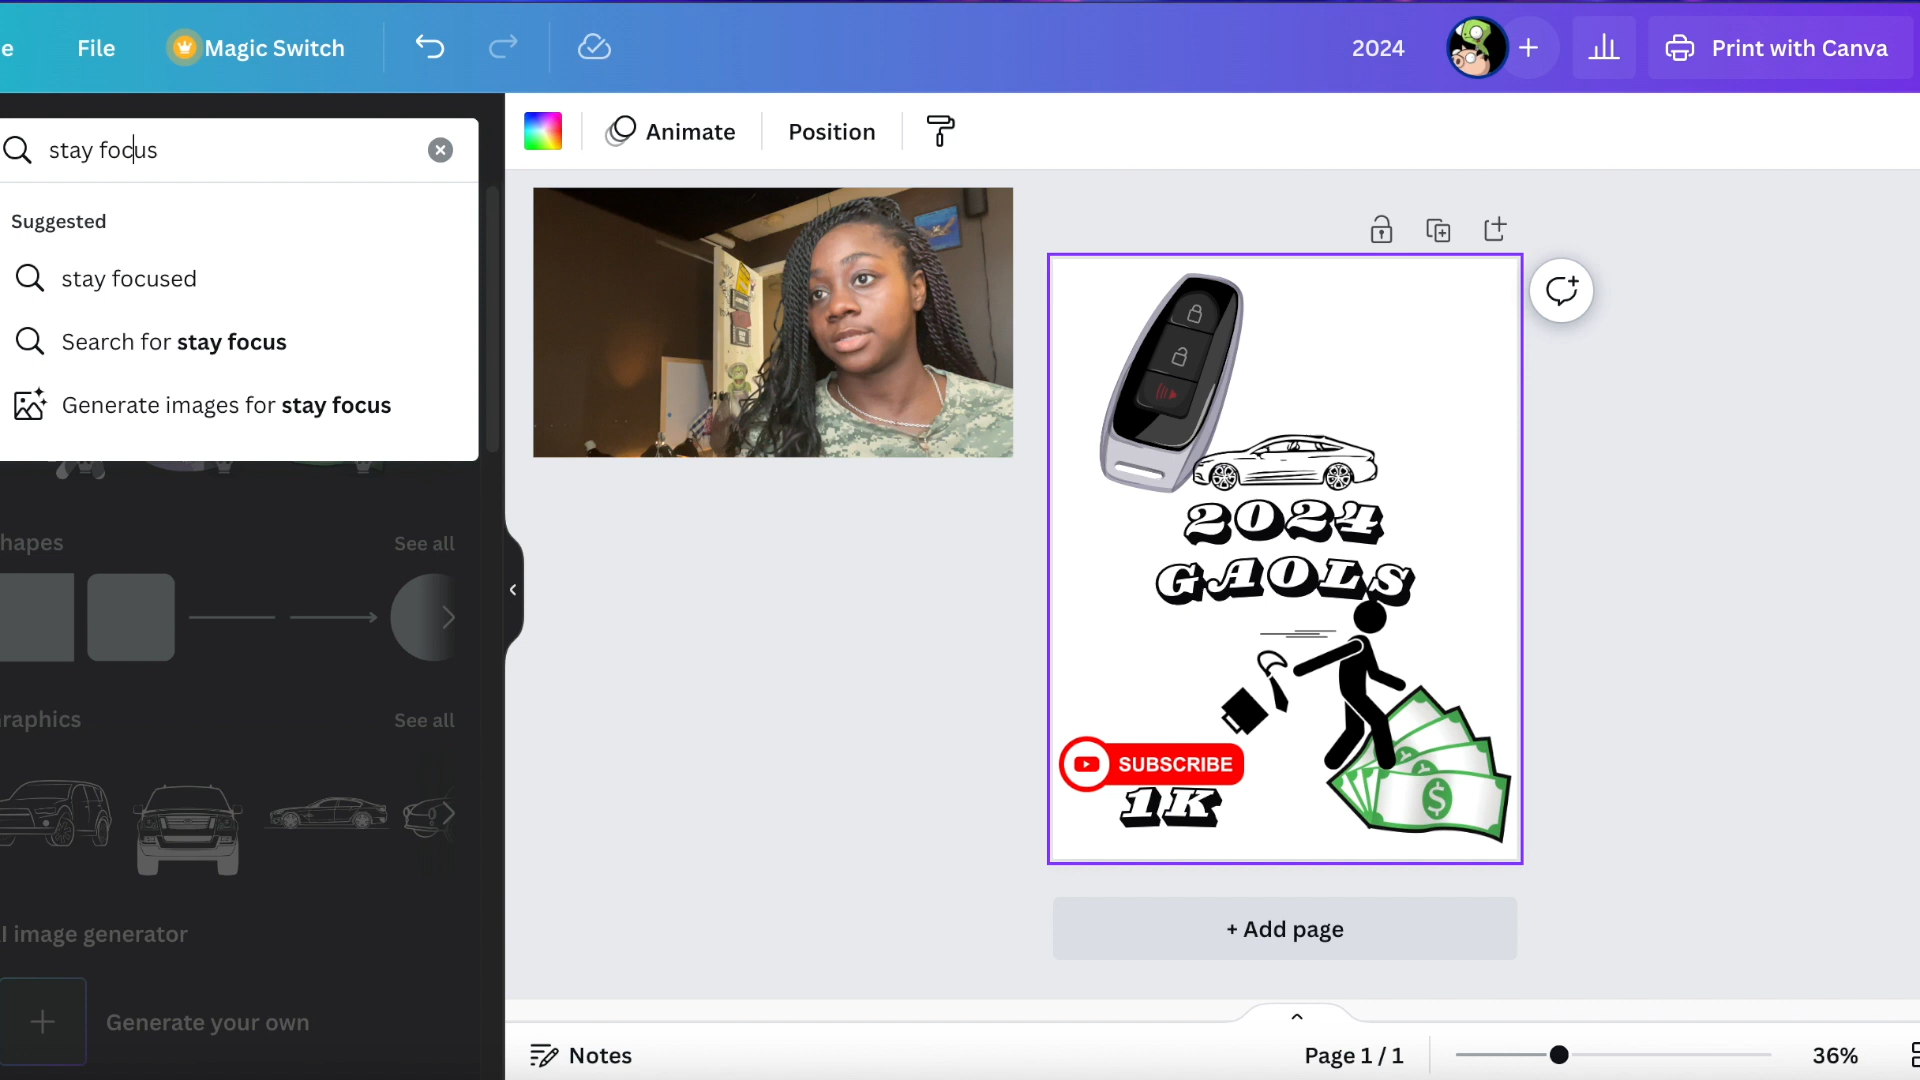 e
File
Magic Switch
2024
Print with Canva
stay focus
Animate
Position
Suggested
stay focused
Search for stay focus
Generate images for stay focus
hapes
See all
raphics
See all
I image generator
Generate your own
2024
GAOLS
SUBSCRIBE
1K
$
+ Add page
Notes
Page 1 / 1
36%